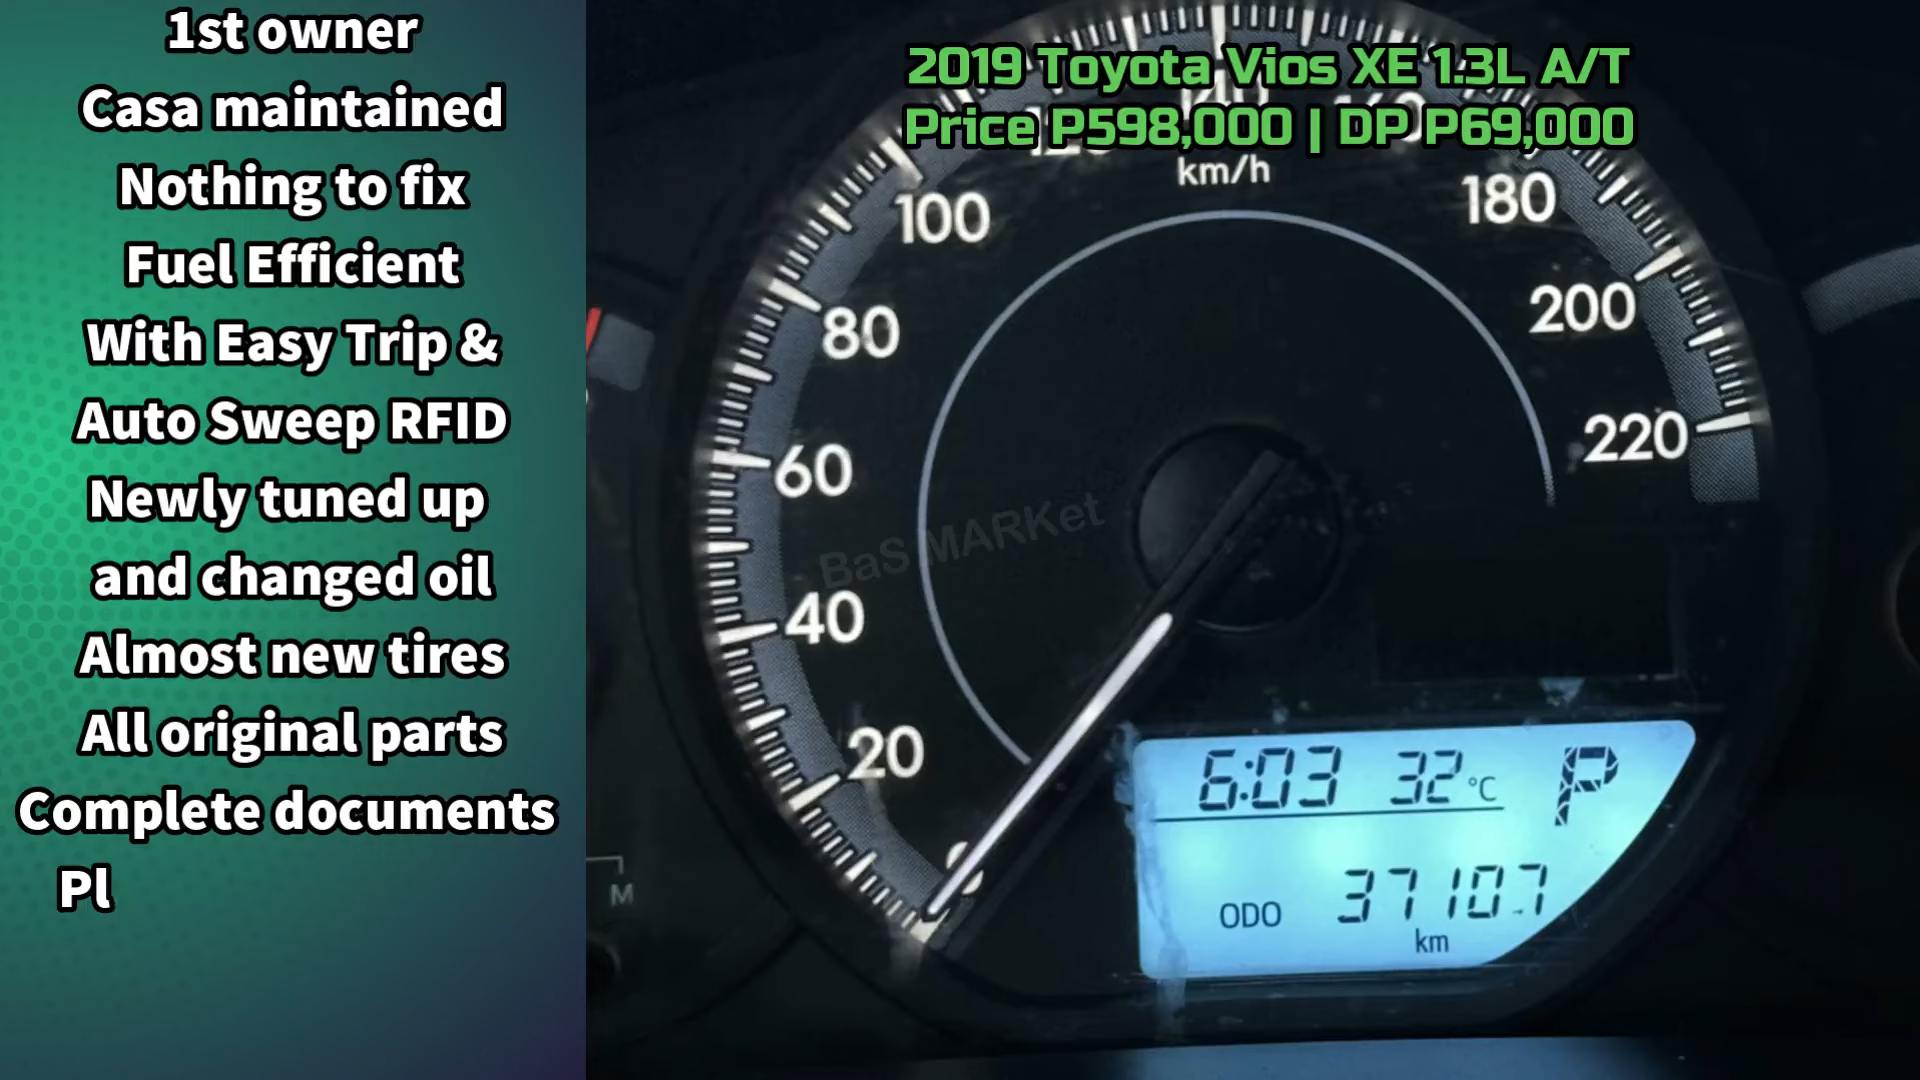 1st owner
Casa maintained
Nothing to fix
Fuel Efficient
With Easy Trip &
Auto Sweep RFID
Newly tuned up
and changed oil
Almost new tires
All original parts
Complete documents
Pl
2019 Toyota Vios XE 1.3L A/T
Price P598,000 | DP P69,000
km/h
100
180
80
200
60
220
BaS MARKet
40
20
6:03 32°C P
ODO 37107
km
M